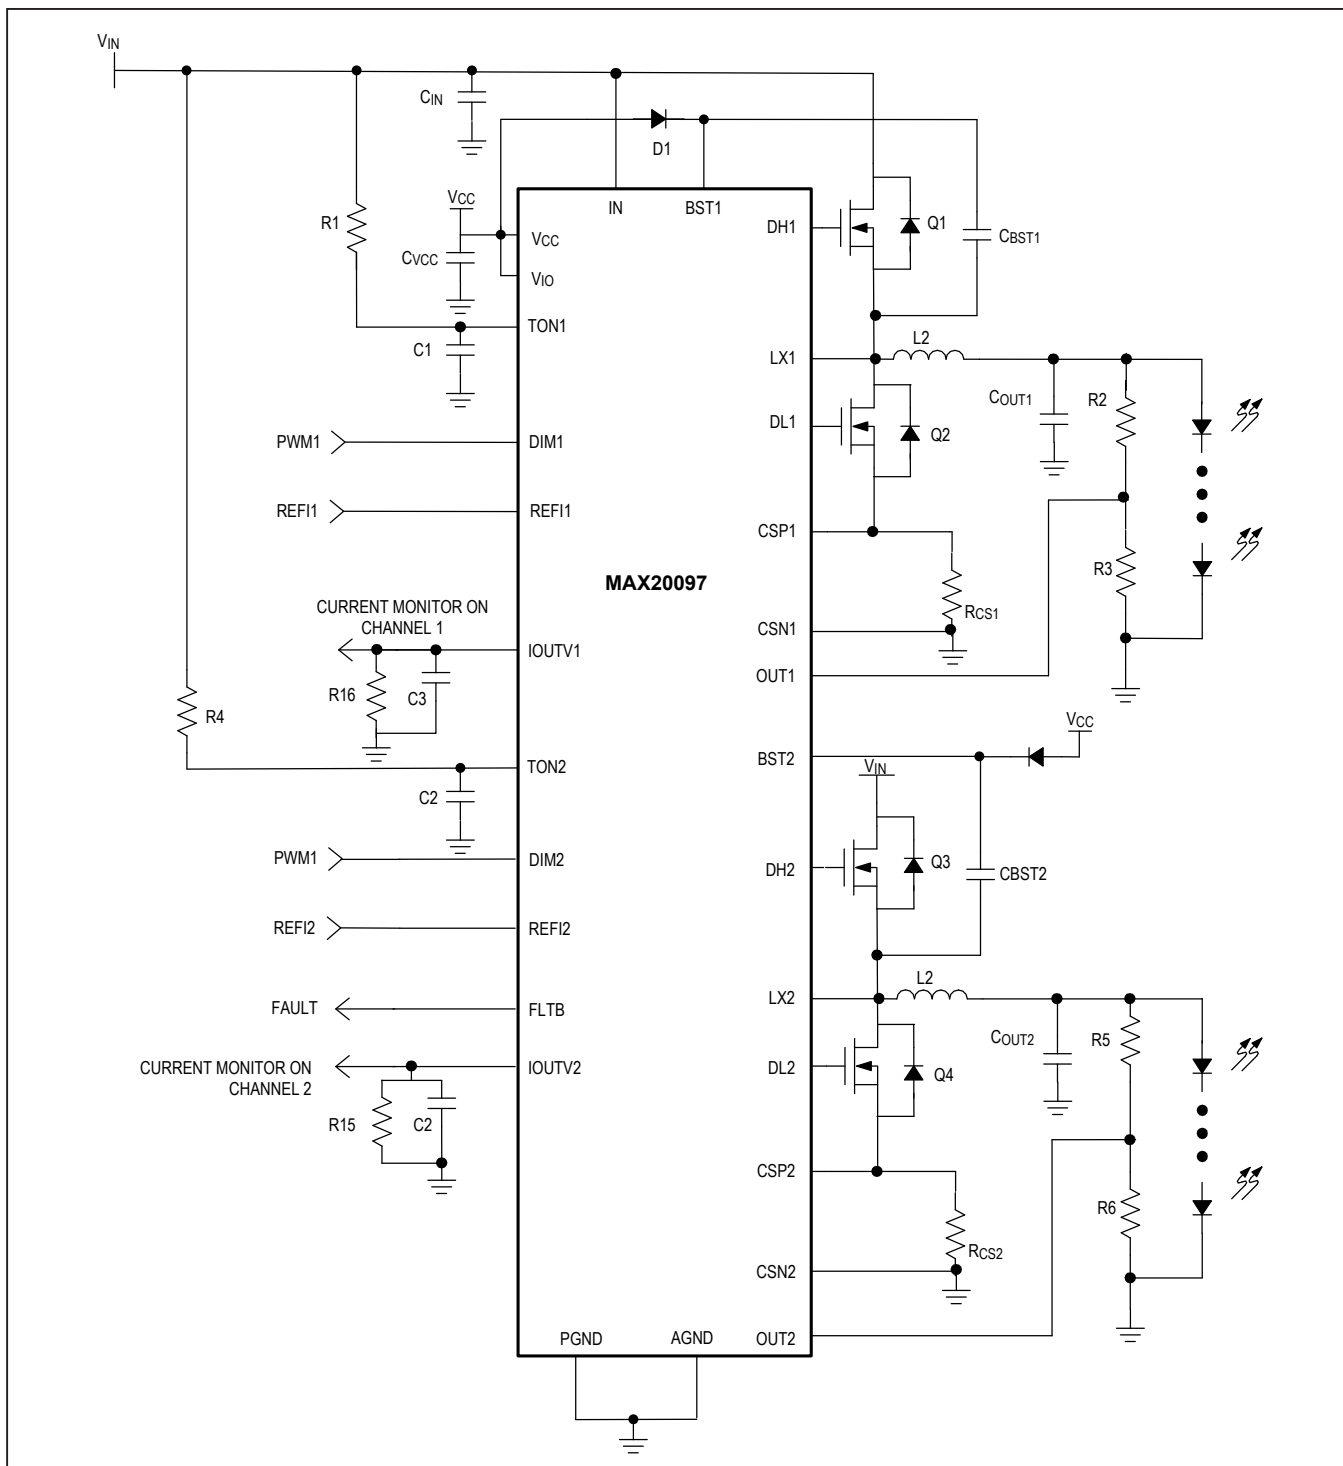 VIN
CIN
D1
VCC
R1
IN
BST1
DH1
Q1
CBST1
CVCC
VCC
VIO
TON1
C1
LX1
L2
COUT1
R2
DL1
Q2
PWM1
DIM1
REFI1
REFI1
CSP1
R3
MAX20097
RCS1
CURRENT MONITOR ON
CHANNEL 1
CSN1
IOUTV1
OUT1
R16
C3
R4
VCC
BST2
TON2
VIN
C2
PWM1
DIM2
DH2
Q3
CBST2
REFI2
REFI2
LX2
L2
FAULT
FLTB
COUT2
R5
CURRENT MONITOR ON
CHANNEL 2
IOUTV2
DL2
Q4
R15
C2
CSP2
R6
RCS2
CSN2
PGND
AGND
OUT2